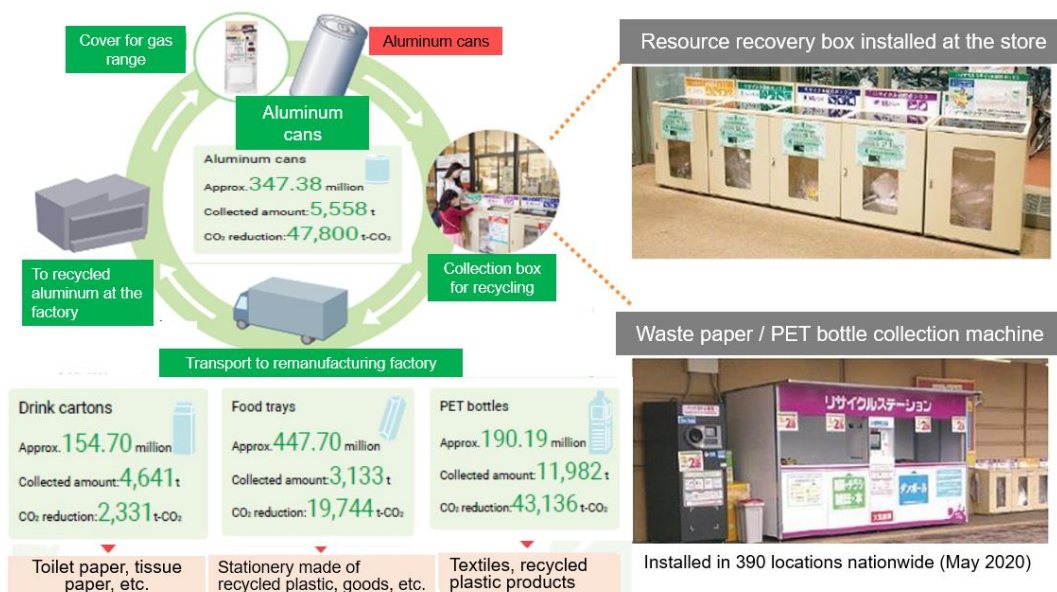 Cover for gas
range
Aluminum cans
Aluminum
cans
Aluminum cans
Approx.347.38 million
Collected amount:5,558 t
CO₂ reduction:47,800 t-CO₂
To recycled
aluminum at the
factory
Collection box
for recycling
Transport to remanufacturing factory
Drink cartons
Approx.154.70 million
Collected amount:4,641 t
CO₂ reduction:2,331 t-CO₂
Toilet paper, tissue
paper, etc.
Food trays
Approx.447.70 million
Collected amount:3,133 t
CO₂ reduction:19,744 t-CO₂
Stationery made of
recycled plastic, goods, etc.
PET bottles
Approx.190.19 million
Collected amount:11,982 t
CO₂ reduction:43,136 t-CO₂
Textiles, recycled
plastic products
Resource recovery box installed at the store
Waste paper / PET bottle collection machine
リサイクルステーション
ダンボール
Installed in 390 locations nationwide (May 2020)